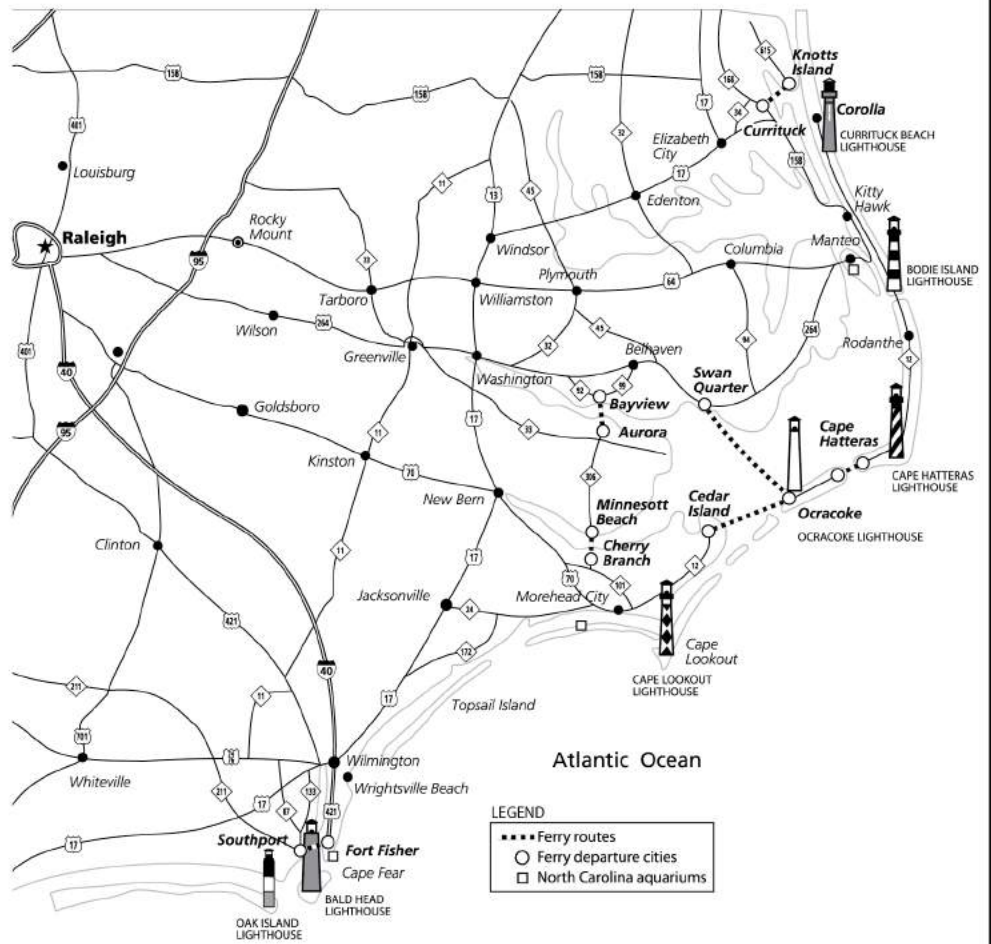 615
Knotts
Island
168
158
158
158
17
34
Currituck
Corolla
CURRITUCK BEACH
LIGHTHOUSE
401
Louisburg
32
Elizabeth
City
17
158
11
13
45
Edenton
Kitty
Hawk
Raleigh
Rocky
Mount
95
33
Windsor
Columbia
Manteo
BODIE ISLAND
LIGHTHOUSE
Plymouth
64
Tarboro
Williamston
Wilson
264
401
40
Greenville
32
45
94
264
Rodanthe
12
Belhaven
Washington
92
99
Swan
Quarter
Bayview
Goldsboro
17
Aurora
Cape
Hatteras
95
11
33
CAPE HATTERAS
LIGHTHOUSE
Kinston
70
306
New Bern
Minnesott
Beach
Cedar
Island
Ocracoke
OCRACOKE LIGHTHOUSE
Clinton
11
17
Cherry
Branch
12
70
101
Jacksonville
24
Morehead City
421
172
Cape
Lookout
CAPE LOOKOUT
LIGHTHOUSE
40
211
11
17
Topsail Island
701
Wilmington
Atlantic Ocean
Whiteville
Wrightsville Beach
211
17
87
133
421
LEGEND
Ferry routes
Ferry departure cities
North Carolina aquariums
17
Southport
Fort Fisher
Cape Fear
BALD HEAD
LIGHTHOUSE
OAK ISLAND
LIGHTHOUSE